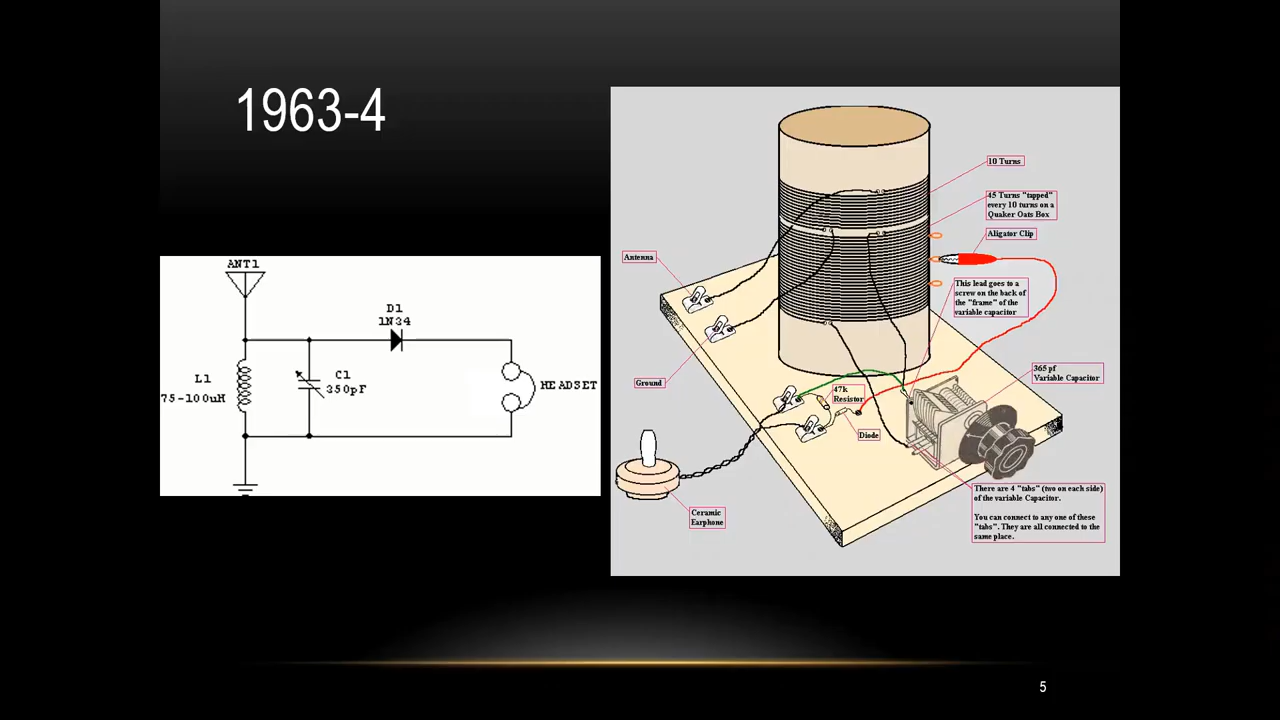 1963-4
ANT1
D1
1N34
L1
75-100uH
C1
350pF
HEADSET
10 Turns
45 Turns "tapped"
every 10 turns on a
Quaker Oats Box
Aligator Clip
Antenna
This lead goes to a
screw on the back of
the "frame" of the
variable capacitor
Ground
47k
Resistor
365 pf
Variable Capacitor
Diode
Ceramic
Earphone
There are 4 "tabs" (two on each side)
of the variable Capacitor.
You can connect to any one of these
"tabs". They are all connected to the
same place.
5